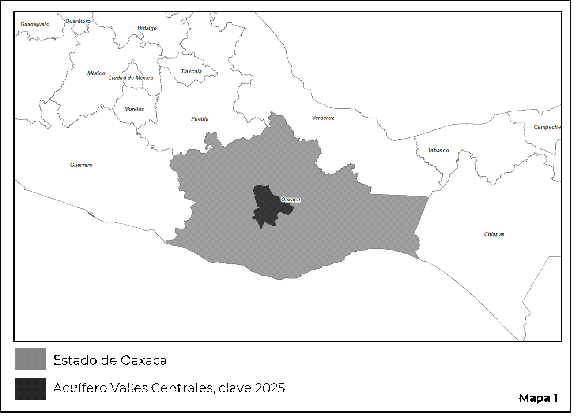 Guanajuato
Querétaro
Hidalgo
México
Ciudad de México
Tlaxcala
Morelos
Puebla
Veracruz
Guerrero
Oaxaca
Tabasco
Campeche
Chiapas
Estado de Oaxaca
Acuífero Valles Centrales, clave 2025
Mapa 1